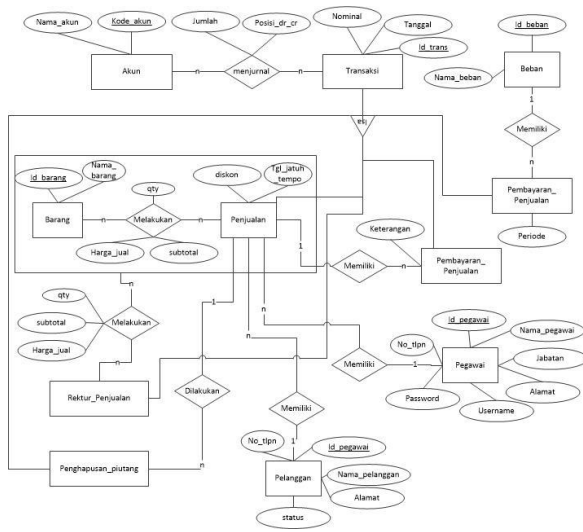 Nama_akun
Kode_akun
Jumlah
Posisi_dr_cr
Nominal
Tanggal
Id_trans
Id_beban
Akun
n
menjurnal
n
Transaksi
Nama_beban
Beban
1
Memiliki
n
isa
Id_barang
Nama_
barang
qty
diskon
Tgl_jatuh
_tempo
Barang
n
Melakukan
n
Penjualan
Harga_jual
subtotal
Pembayaran_
Penjualan
Periode
Keterangan
1
Memiliki
n
Pembayaran_
Penjualan
qty
subtotal
Harga_jual
n
Melakukan
n
Rektur_Penjualan
1
Dilakukan
n
Penghapusan_piutang
n
Memiliki
1
n
Memiliki
1
Id_pegawai
No_tlpn
Nama_pegawai
Pegawai
Jabatan
Alamat
Password
Username
No_tlpn
Id_pegawai
Pelanggan
Nama_pelanggan
Alamat
status